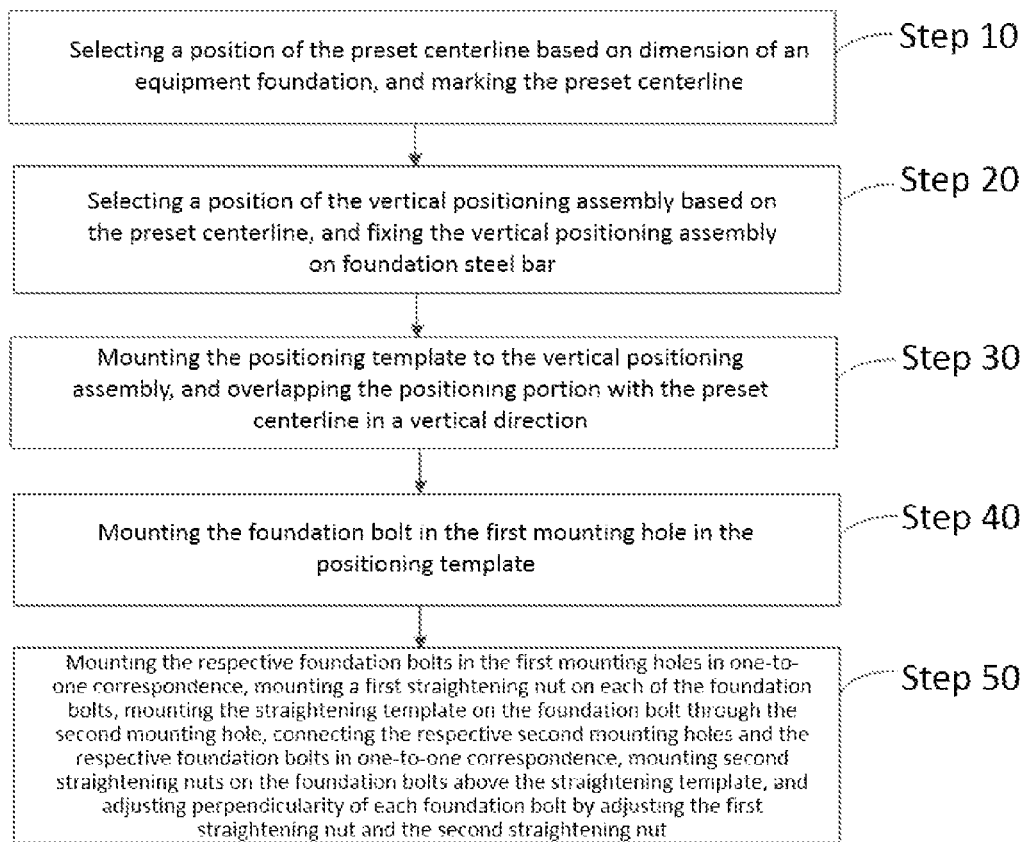 Selecting a position of the preset centerline based on dimension of an
equipment foundation, and marking the preset centerline
Step 10
Selecting a position of the vertical positioning assembly based on
the preset centerline, and fixing the vertical positioning assembly
on foundation steel bar
Step 20
Mounting the positioning template to the vertical positioning
assembly, and overlapping the positioning portion with the preset
centerline in a vertical direction
Step 30
Mounting the foundation bolt in the first mounting hole in the
positioning template
Step 40
Mounting the respective foundation bolts in the first mounting holes in one-to-
one correspondence, mounting a first straightening nut on each of the foundation
bolts, mounting the straightening template on the foundation bolt through the
second mounting hole, connecting the respective second mounting holes and the
respective foundation bolts in one-to-one correspondence, mounting second
straightening nuts on the foundation bolts above the straightening template, and
adjusting perpendicularity of each foundation bolt by adjusting the first
straightening nut and the second straightening nut
Step 50